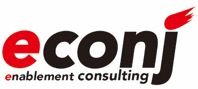 econj
enablement consulting